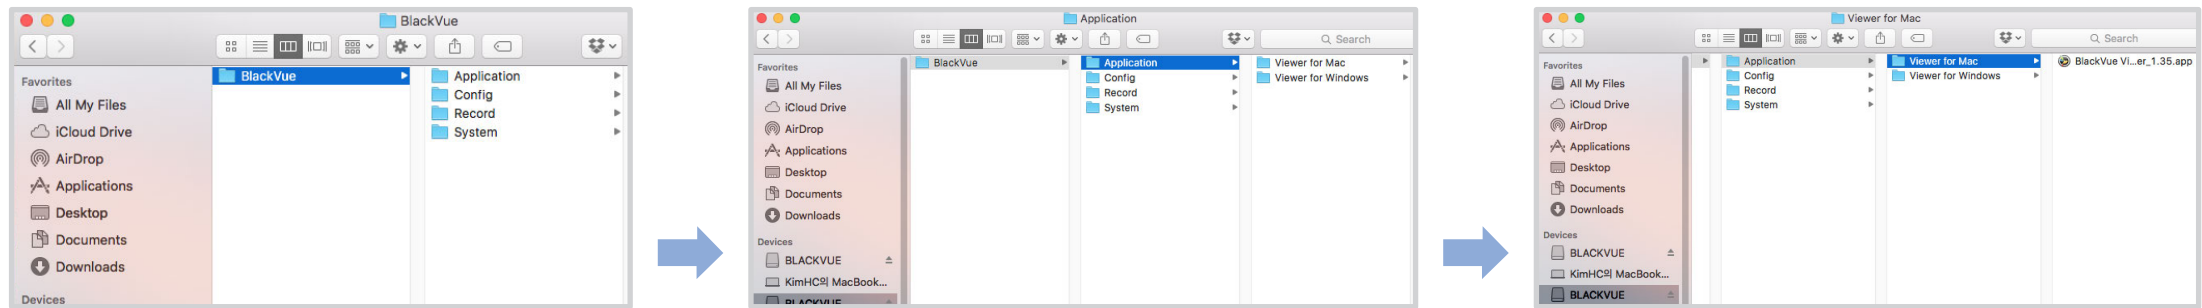 BlackVue
Favorites
All My Files
iCloud Drive
AirDrop
Applications
Desktop
Documents
Downloads
Devices
BlackVue
Application
Config
Record
System
Application
Search
Favorites
All My Files
iCloud Drive
AirDrop
Applications
Desktop
Documents
Downloads
Devices
BLACKVUE
KimHC의 MacBook...
BLACKVUE
BlackVue
Application
Config
Record
System
Viewer for Mac
Viewer for Windows
Viewer for Mac
Search
Favorites
All My Files
iCloud Drive
AirDrop
Applications
Desktop
Documents
Downloads
Devices
BLACKVUE
KimHC의 MacBook...
BLACKVUE
Application
Config
Record
System
Viewer for Mac
Viewer for Windows
BlackVue Vi...er_1.35.app